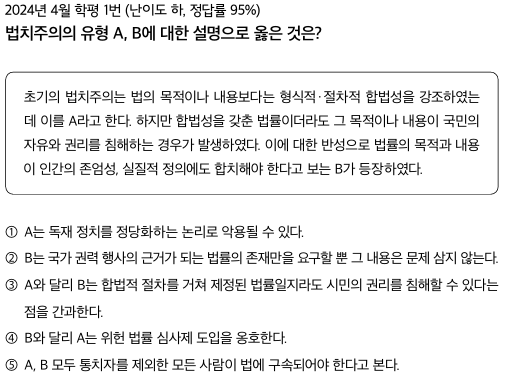 2024년 4월 학평 1번 (난이도 하, 정답률 95%)
법치주의의 유형 A, B에 대한 설명으로 옳은 것은?
초기의 법치주의는 법의 목적이나 내용보다는 형식적·절차적 합법성을 강조하였는
데 이를 A라고 한다. 하지만 합법성을 갖춘 법률이더라도 그 목적이나 내용이 국민의
자유와 권리를 침해하는 경우가 발생하였다. 이에 대한 반성으로 법률의 목적과 내용
이 인간의 존엄성, 실질적 정의에도 합치해야 한다고 보는 B가 등장하였다.
① A는 독재 정치를 정당화하는 논리로 악용될 수 있다.
② B는 국가 권력 행사의 근거가 되는 법률의 존재만을 요구할 뿐 그 내용은 문제 삼지 않는다.
③ A와 달리 B는 합법적 절차를 거쳐 제정된 법률일지라도 시민의 권리를 침해할 수 있다는
점을 간과한다.
④ B와 달리 A는 위헌 법률 심사제 도입을 옹호한다.
⑤ A, B 모두 통치자를 제외한 모든 사람이 법에 구속되어야 한다고 본다.